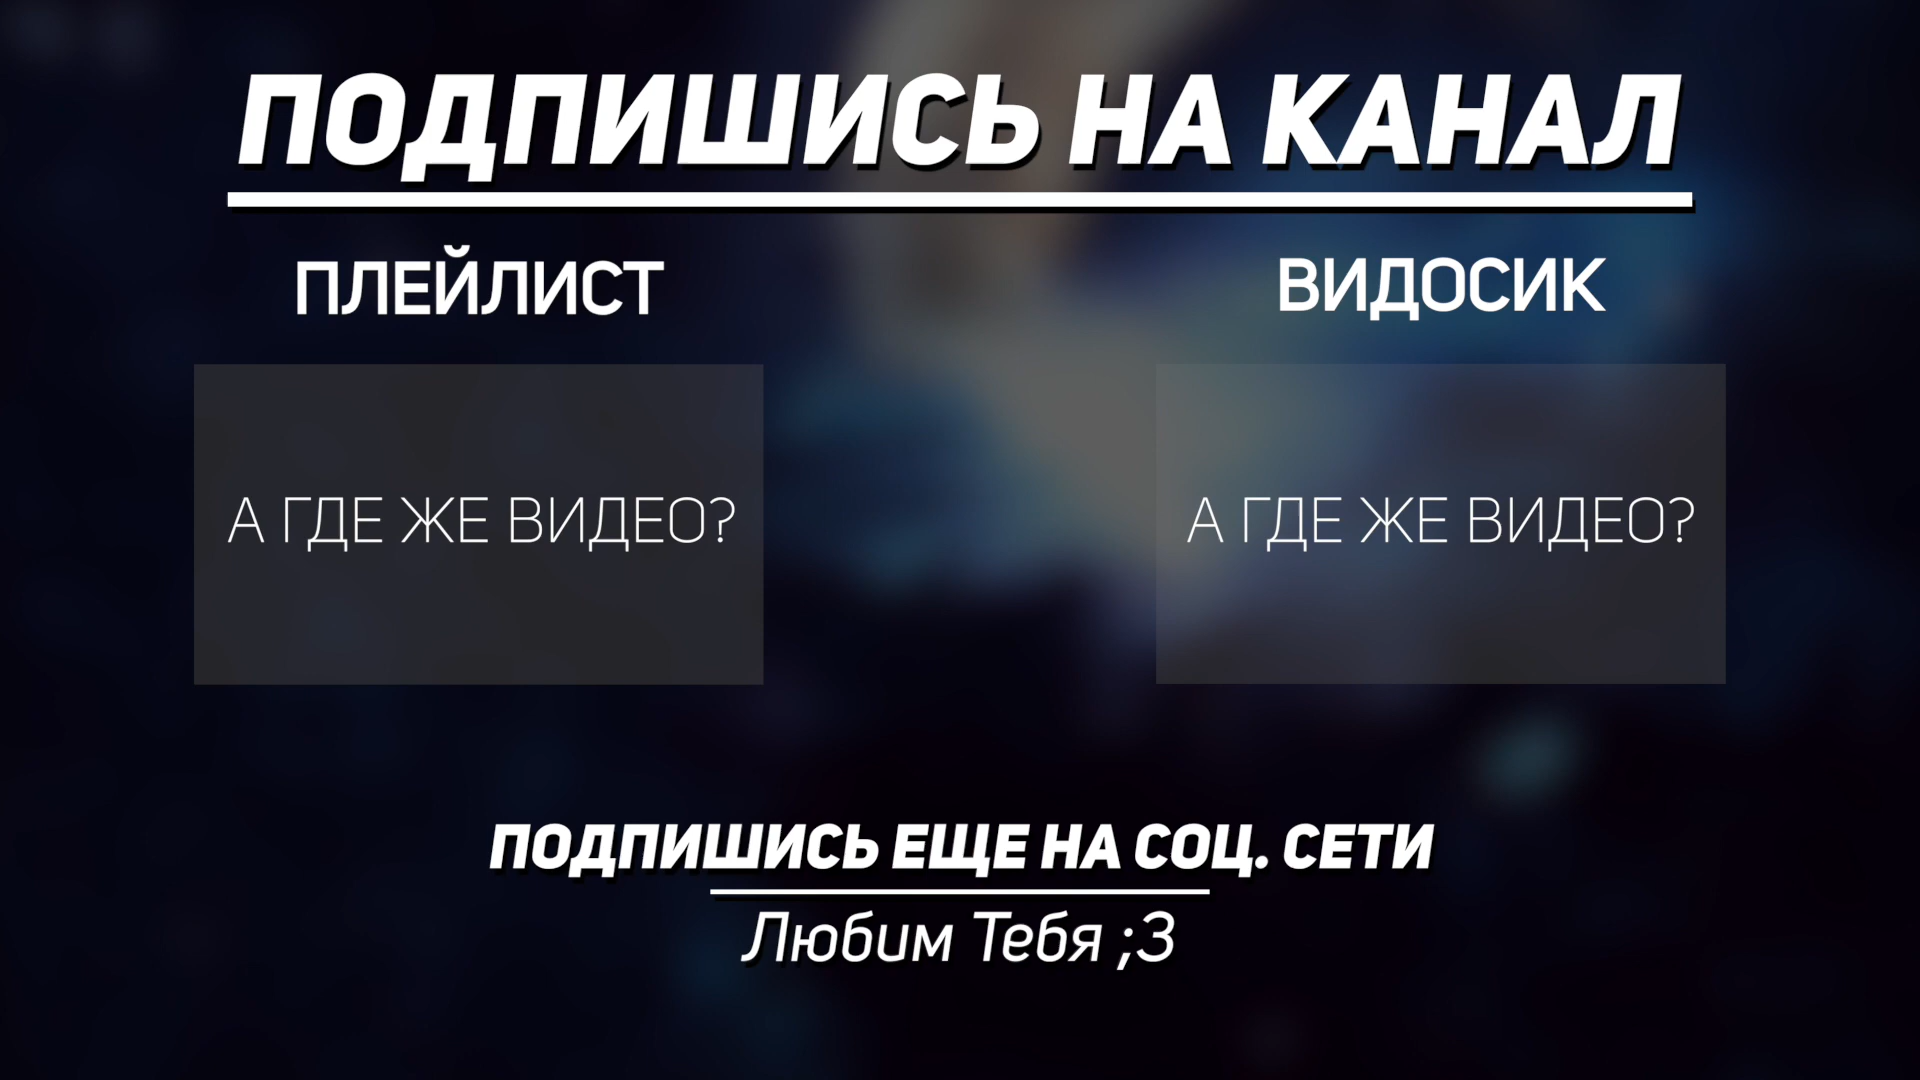 ПОДПИШИСЬ НА КАНАЛ
ПЛЕЙЛИСТ
ВИДОСИК
А ГДЕ ЖЕ ВИДЕО?
А ГДЕ ЖЕ ВИДЕО?
ПОДПИШИСЬ ЕЩЕ НА СОЦ. СЕТИ
Любим Тебя ;3